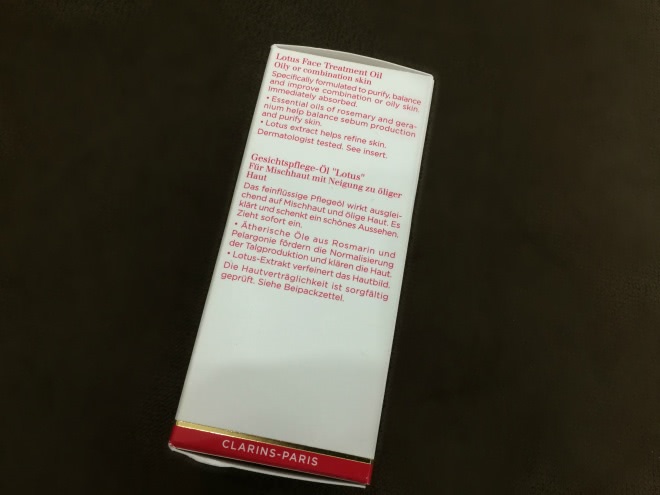 Lotus Face Treatment Oil
Oily or combination skin
Specifically formulated to purify, balance
and improve combination or oily skin.
Immediately absorbed.
• Essential oils of rosemary and gera-
nium help balance sebum production
and purify skin.
• Lotus extract helps refine skin.
Dermatologist tested. See insert.
Gesichtspflege-Öl "Lotus"
Für Mischhaut mit Neigung zu öliger
Haut
Das feinflüssige Pflegeöl wirkt ausglei-
chend auf Mischhaut und ölige Haut. Es
klärt und schenkt ein schönes Aussehen.
Zieht sofort ein.
• Ätherische Öle aus Rosmarin und
Pelargonie fördern die Normalisierung
der Talgproduktion und klären die Haut.
• Lotus-Extrakt verfeinert das Hautbild.
Die Hautverträglichkeit ist sorgfältig
geprüft. Siehe Beipackzettel.
CLARINS-PARIS